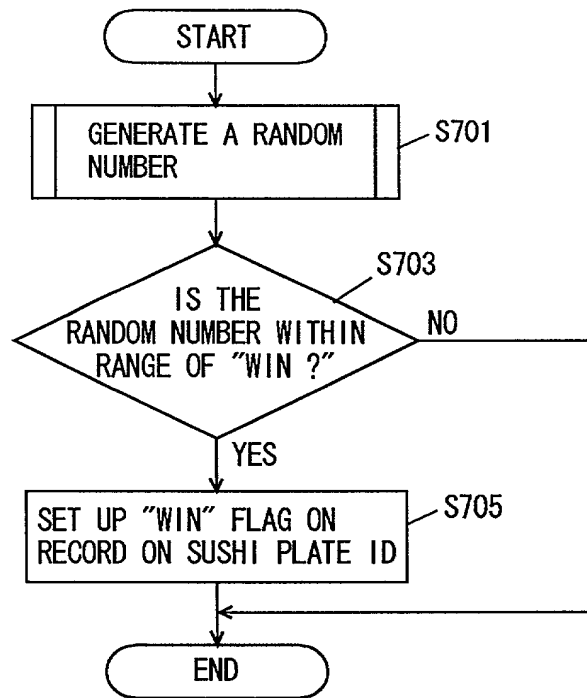 START
GENERATE A RANDOM
NUMBER
S701
S703
IS THE
RANDOM NUMBER WITHIN
RANGE OF "WIN ?"
NO
YES
SET UP "WIN" FLAG ON
RECORD ON SUSHI PLATE ID
S705
END